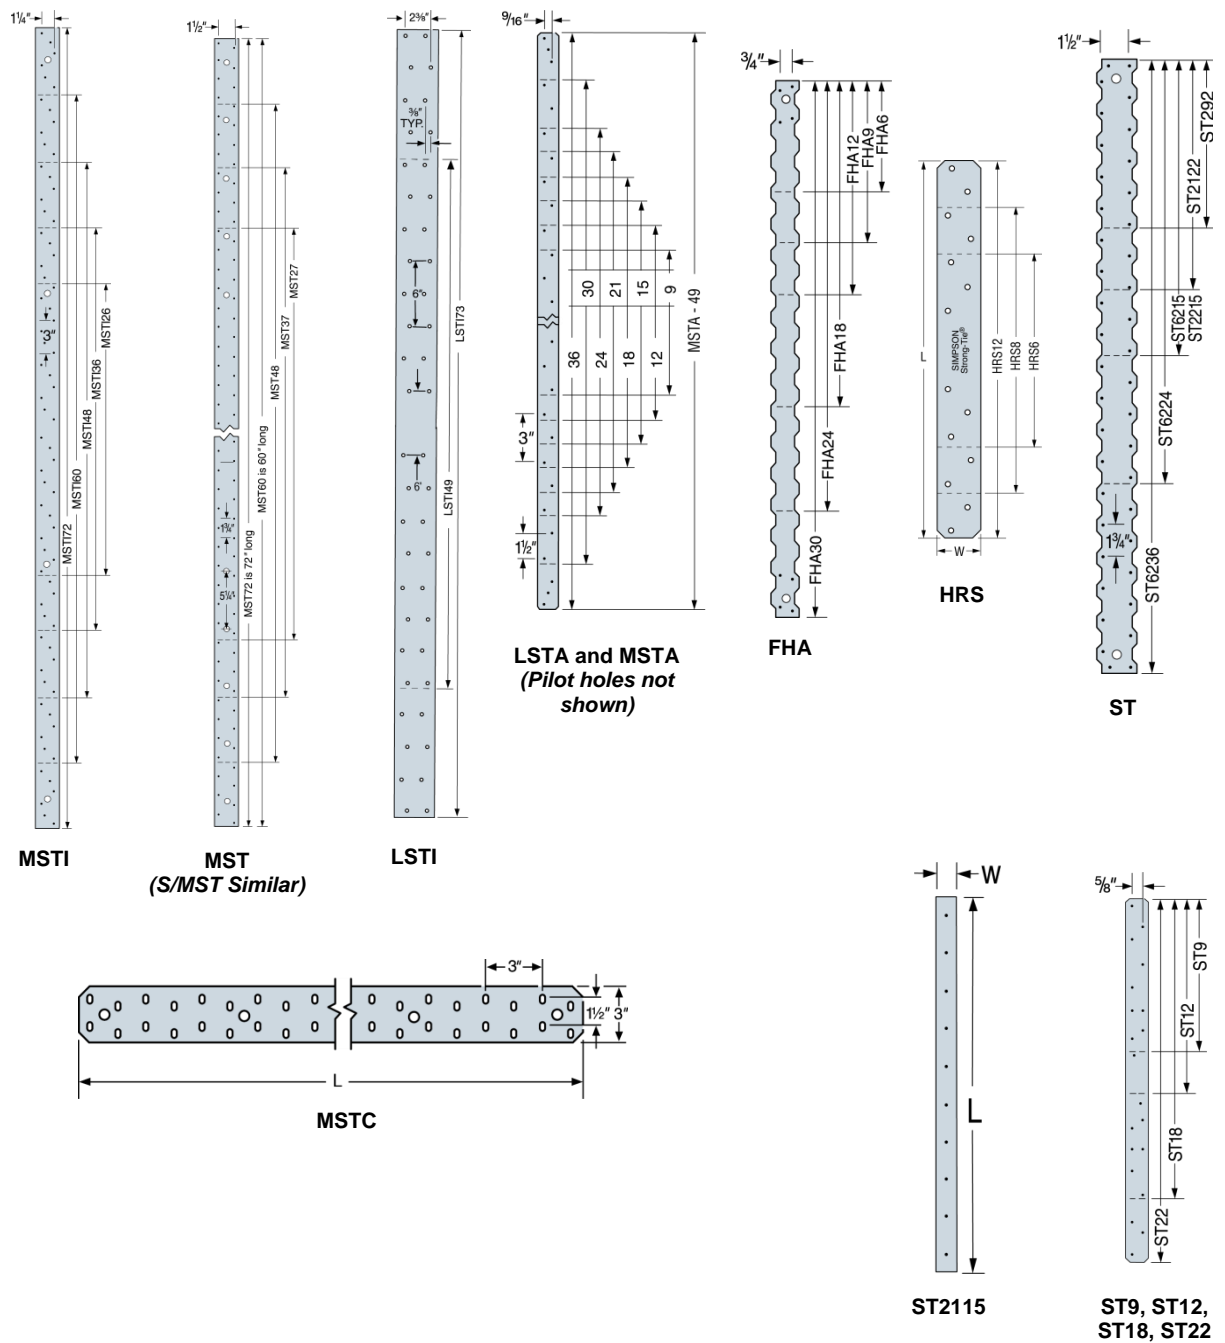 1¼"
3"
MSTI26
MSTI36
MSTI48
MSTI60
MSTI72
MSTI
1½"
MST27
MST37
MST48
MST60 is 60" long
MST72 is 72" long
1¾"
5¼"
MST
(S/MST Similar)
2⅜"
⅜"
TYP.
6"
6"
LSTI73
LSTI49
LSTI
9/16"
3"
1½"
36
30
24
21
18
15
12
9
MSTA - 49
LSTA and MSTA
(Pilot holes not
shown)
3/4"
FHA6
FHA9
FHA12
FHA18
FHA24
FHA30
FHA
L
SIMPSON
Strong-Tie®
HRS12
HRS8
HRS6
W
HRS
1½"
ST292
ST2122
ST2215
ST6215
ST6224
ST6236
1¾"
ST
3"
1½"
3"
L
MSTC
W
L
ST2115
5/8"
ST9
ST12
ST18
ST22
ST9, ST12,
ST18, ST22